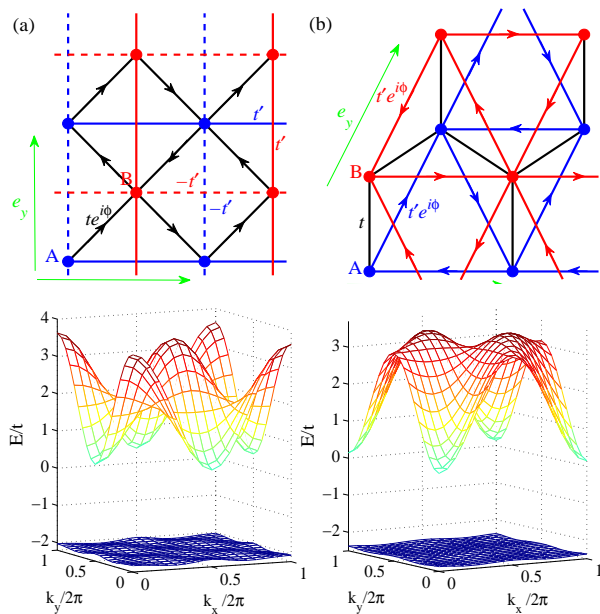 (a)
t′
t′
B
−t′
−t′
e_y
te^{iϕ}
A
(b)
t′e^{iϕ}
e_y
B
t′e^{iϕ}
t
A
4
3
2
1
0
−1
−2
E/t
1
0.5
0
k_y/2π
0
0.5
1
k_x/2π
3
2
1
0
−1
−2
E/t
1
0.5
0
k_y/2π
0
0.5
1
k_x/2π